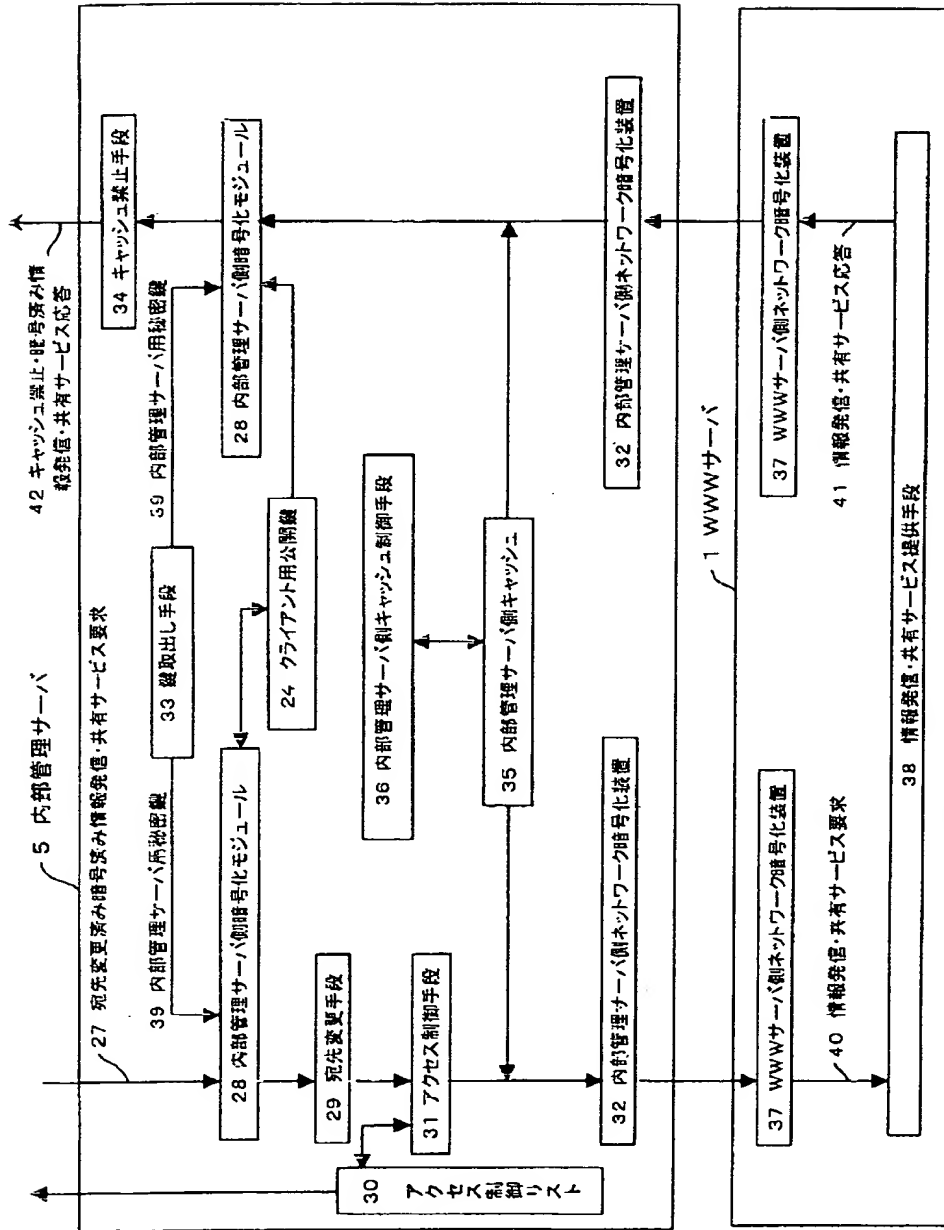 5 内部管理サーバ
27 宛先変更済み暗号済み情報発信・共有サービス要求
42 キャッシュ禁止・暗号済み情
報発信・共有サービス応答
39 内部管理サーバ用秘密鍵
33 鍵取出し手段
39 内部管理サーバ用秘密鍵
34 キャッシュ禁止手段
28 内部管理サーバ側暗号化モジュール
24 クライアント用公開鍵
28 内部管理サーバ側暗号化モジュール
29 宛先変更手段
30 アクセス制御リスト
31 アクセス制御手段
36 内部管理サーバ側キャッシュ制御手段
35 内部管理サーバ側キャッシュ
32 内部管理サーバ側ネットワーク暗号化装置
32 内部管理サーバ側ネットワーク暗号化装置
1 WWWサーバ
37 WWWサーバ側ネットワーク暗号化装置
37 WWWサーバ側ネットワーク暗号化装置
40 情報発信・共有サービス要求
41 情報発信・共有サービス応答
38 情報発信・共有サービス提供手段